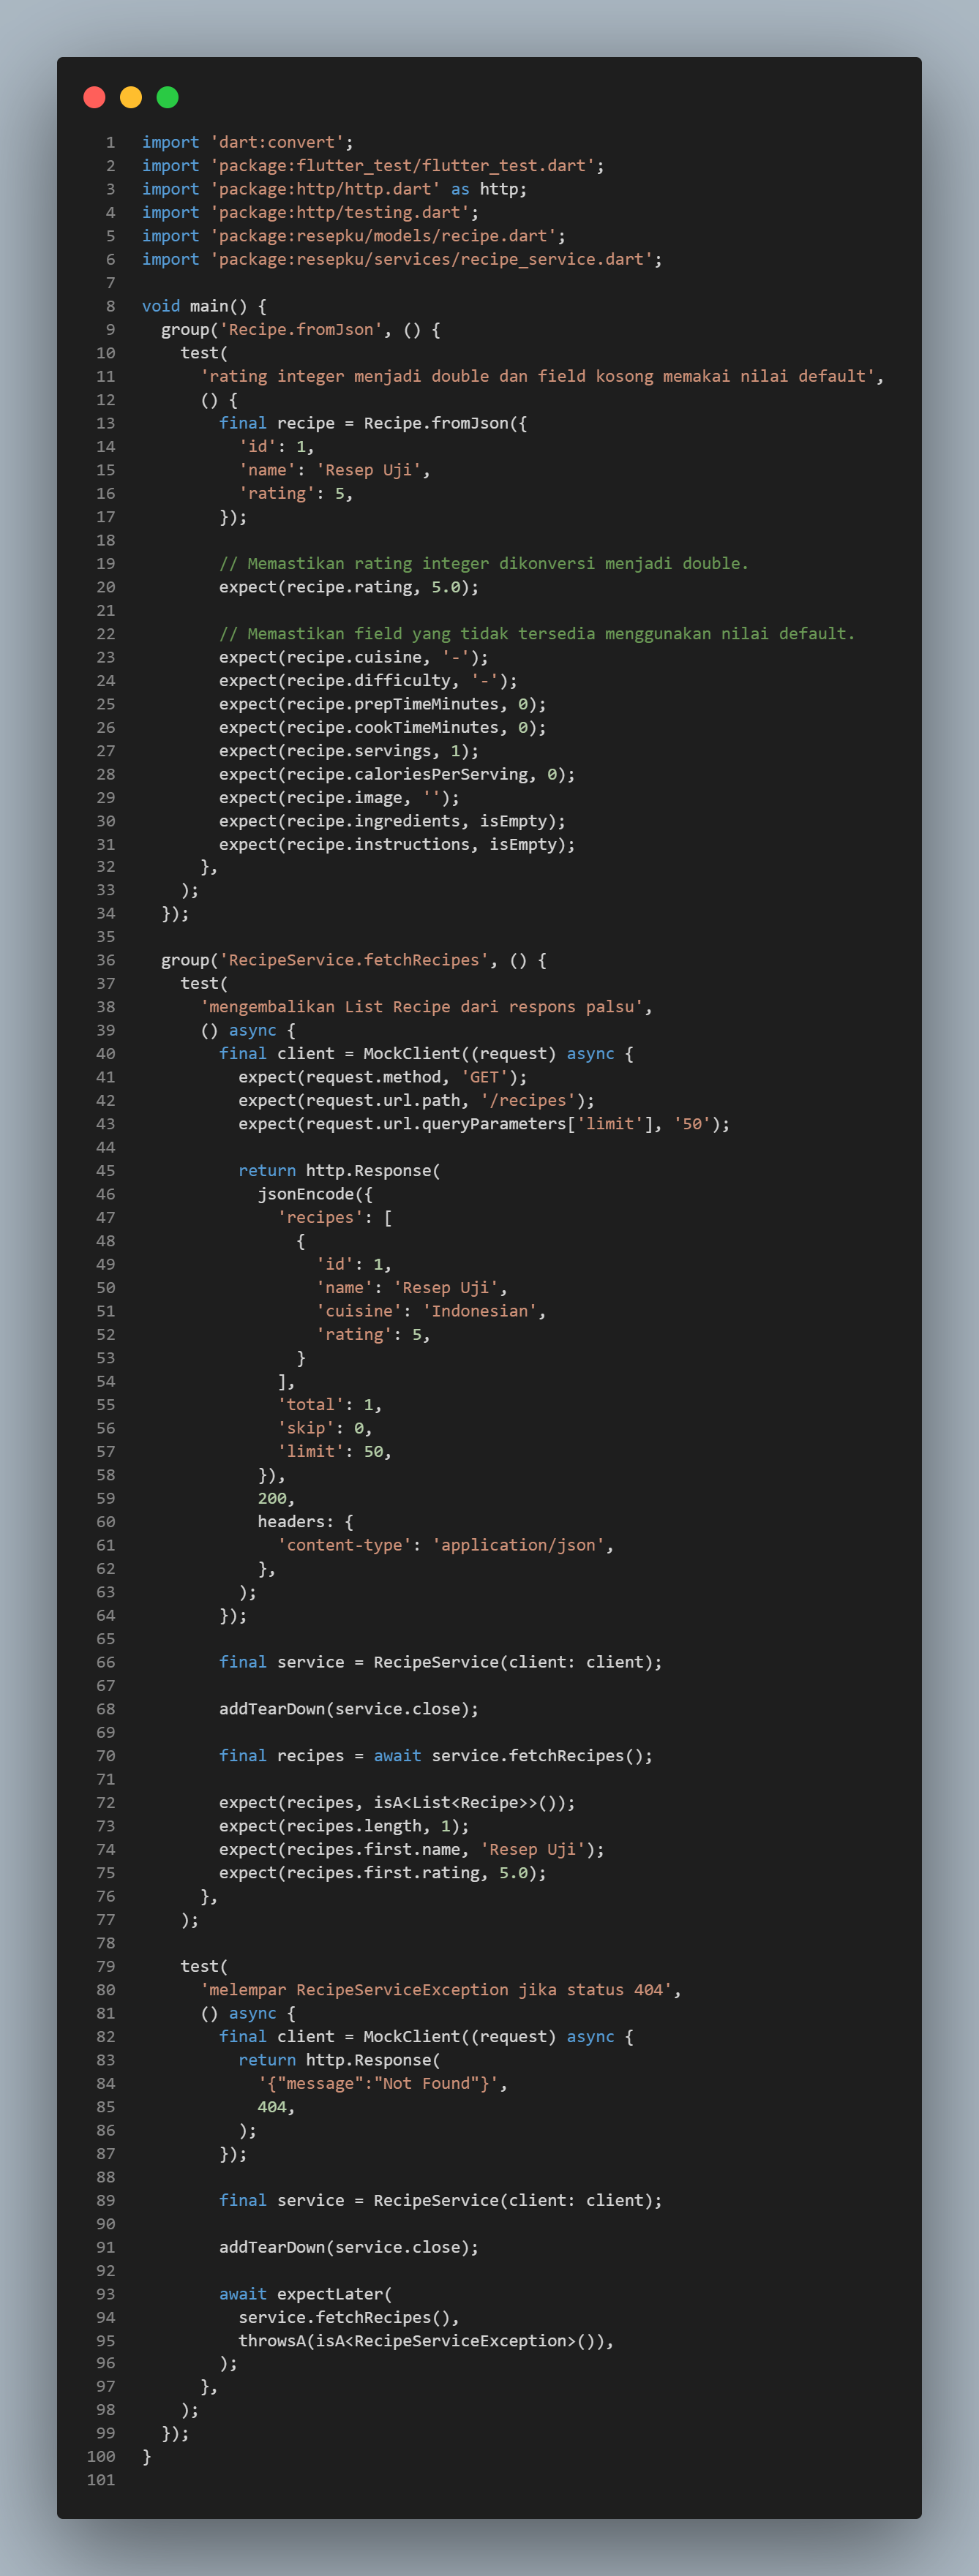 1 import 'dart:convert';
2 import 'package:flutter_test/flutter_test.dart';
3 import 'package:http/http.dart' as http;
4 import 'package:http/testing.dart';
5 import 'package:resepku/models/recipe.dart';
6 import 'package:resepku/services/recipe_service.dart';
7
8 void main() {
9   group('Recipe.fromJson', () {
10     test(
11       'rating integer menjadi double dan field kosong memakai nilai default',
12       () {
13         final recipe = Recipe.fromJson({
14           'id': 1,
15           'name': 'Resep Uji',
16           'rating': 5,
17         });
18
19         // Memastikan rating integer dikonversi menjadi double.
20         expect(recipe.rating, 5.0);
21
22         // Memastikan field yang tidak tersedia menggunakan nilai default.
23         expect(recipe.cuisine, '-');
24         expect(recipe.difficulty, '-');
25         expect(recipe.prepTimeMinutes, 0);
26         expect(recipe.cookTimeMinutes, 0);
27         expect(recipe.servings, 1);
28         expect(recipe.caloriesPerServing, 0);
29         expect(recipe.image, '');
30         expect(recipe.ingredients, isEmpty);
31         expect(recipe.instructions, isEmpty);
32       },
33     );
34   });
35
36   group('RecipeService.fetchRecipes', () {
37     test(
38       'mengembalikan List Recipe dari respons palsu',
39       () async {
40         final client = MockClient((request) async {
41           expect(request.method, 'GET');
42           expect(request.url.path, '/recipes');
43           expect(request.url.queryParameters['limit'], '50');
44
45           return http.Response(
46             jsonEncode({
47               'recipes': [
48                 {
49                   'id': 1,
50                   'name': 'Resep Uji',
51                   'cuisine': 'Indonesian',
52                   'rating': 5,
53                 }
54               ],
55               'total': 1,
56               'skip': 0,
57               'limit': 50,
58             }),
59             200,
60             headers: {
61               'content-type': 'application/json',
62             },
63           );
64         });
65
66         final service = RecipeService(client: client);
67
68         addTearDown(service.close);
69
70         final recipes = await service.fetchRecipes();
71
72         expect(recipes, isA<List<Recipe>>());
73         expect(recipes.length, 1);
74         expect(recipes.first.name, 'Resep Uji');
75         expect(recipes.first.rating, 5.0);
76       },
77     );
78
79     test(
80       'melempar RecipeServiceException jika status 404',
81       () async {
82         final client = MockClient((request) async {
83           return http.Response(
84             '{"message":"Not Found"}',
85             404,
86           );
87         });
88
89         final service = RecipeService(client: client);
90
91         addTearDown(service.close);
92
93         await expectLater(
94           service.fetchRecipes(),
95           throwsA(isA<RecipeServiceException>()),
96         );
97       },
98     );
99   });
100 }
101